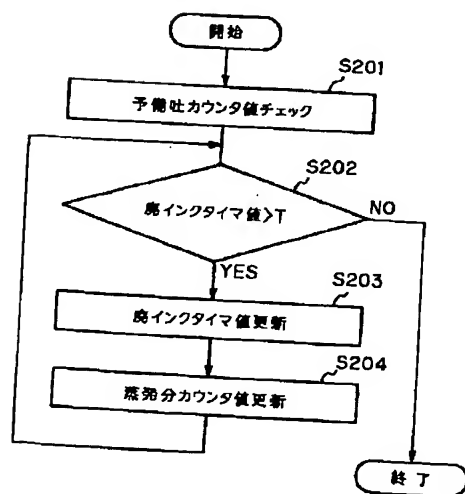 開始
S201
予備吐カウンタ値チェック
S202
廃インクタイマ値>T
NO
YES
S203
廃インクタイマ値更新
S204
蒸発分カウンタ値更新
終了